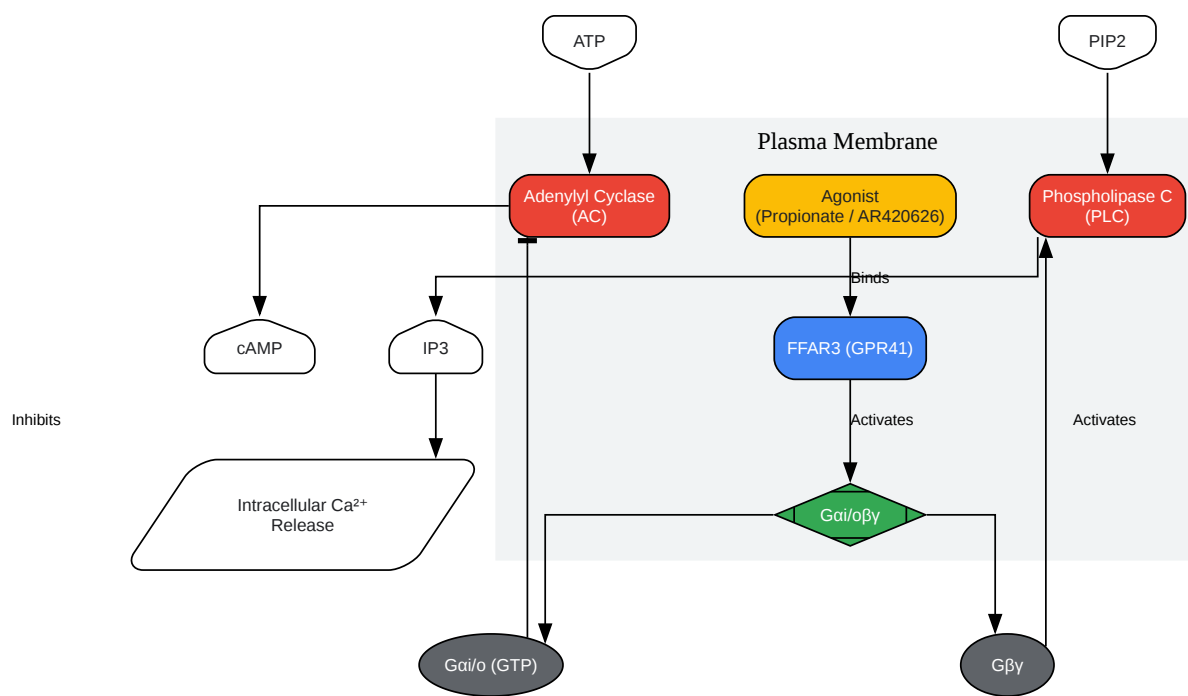 ATP
PIP2
Plasma Membrane
Adenylyl Cyclase
(AC)
Agonist
(Propionate / AR420626)
Phospholipase C
(PLC)
Binds
cAMP
IP3
FFAR3 (GPR41)
Inhibits
Activates
Activates
Intracellular Ca²⁺
Release
Gαi/oβγ
Gαi/o (GTP)
Gβγ